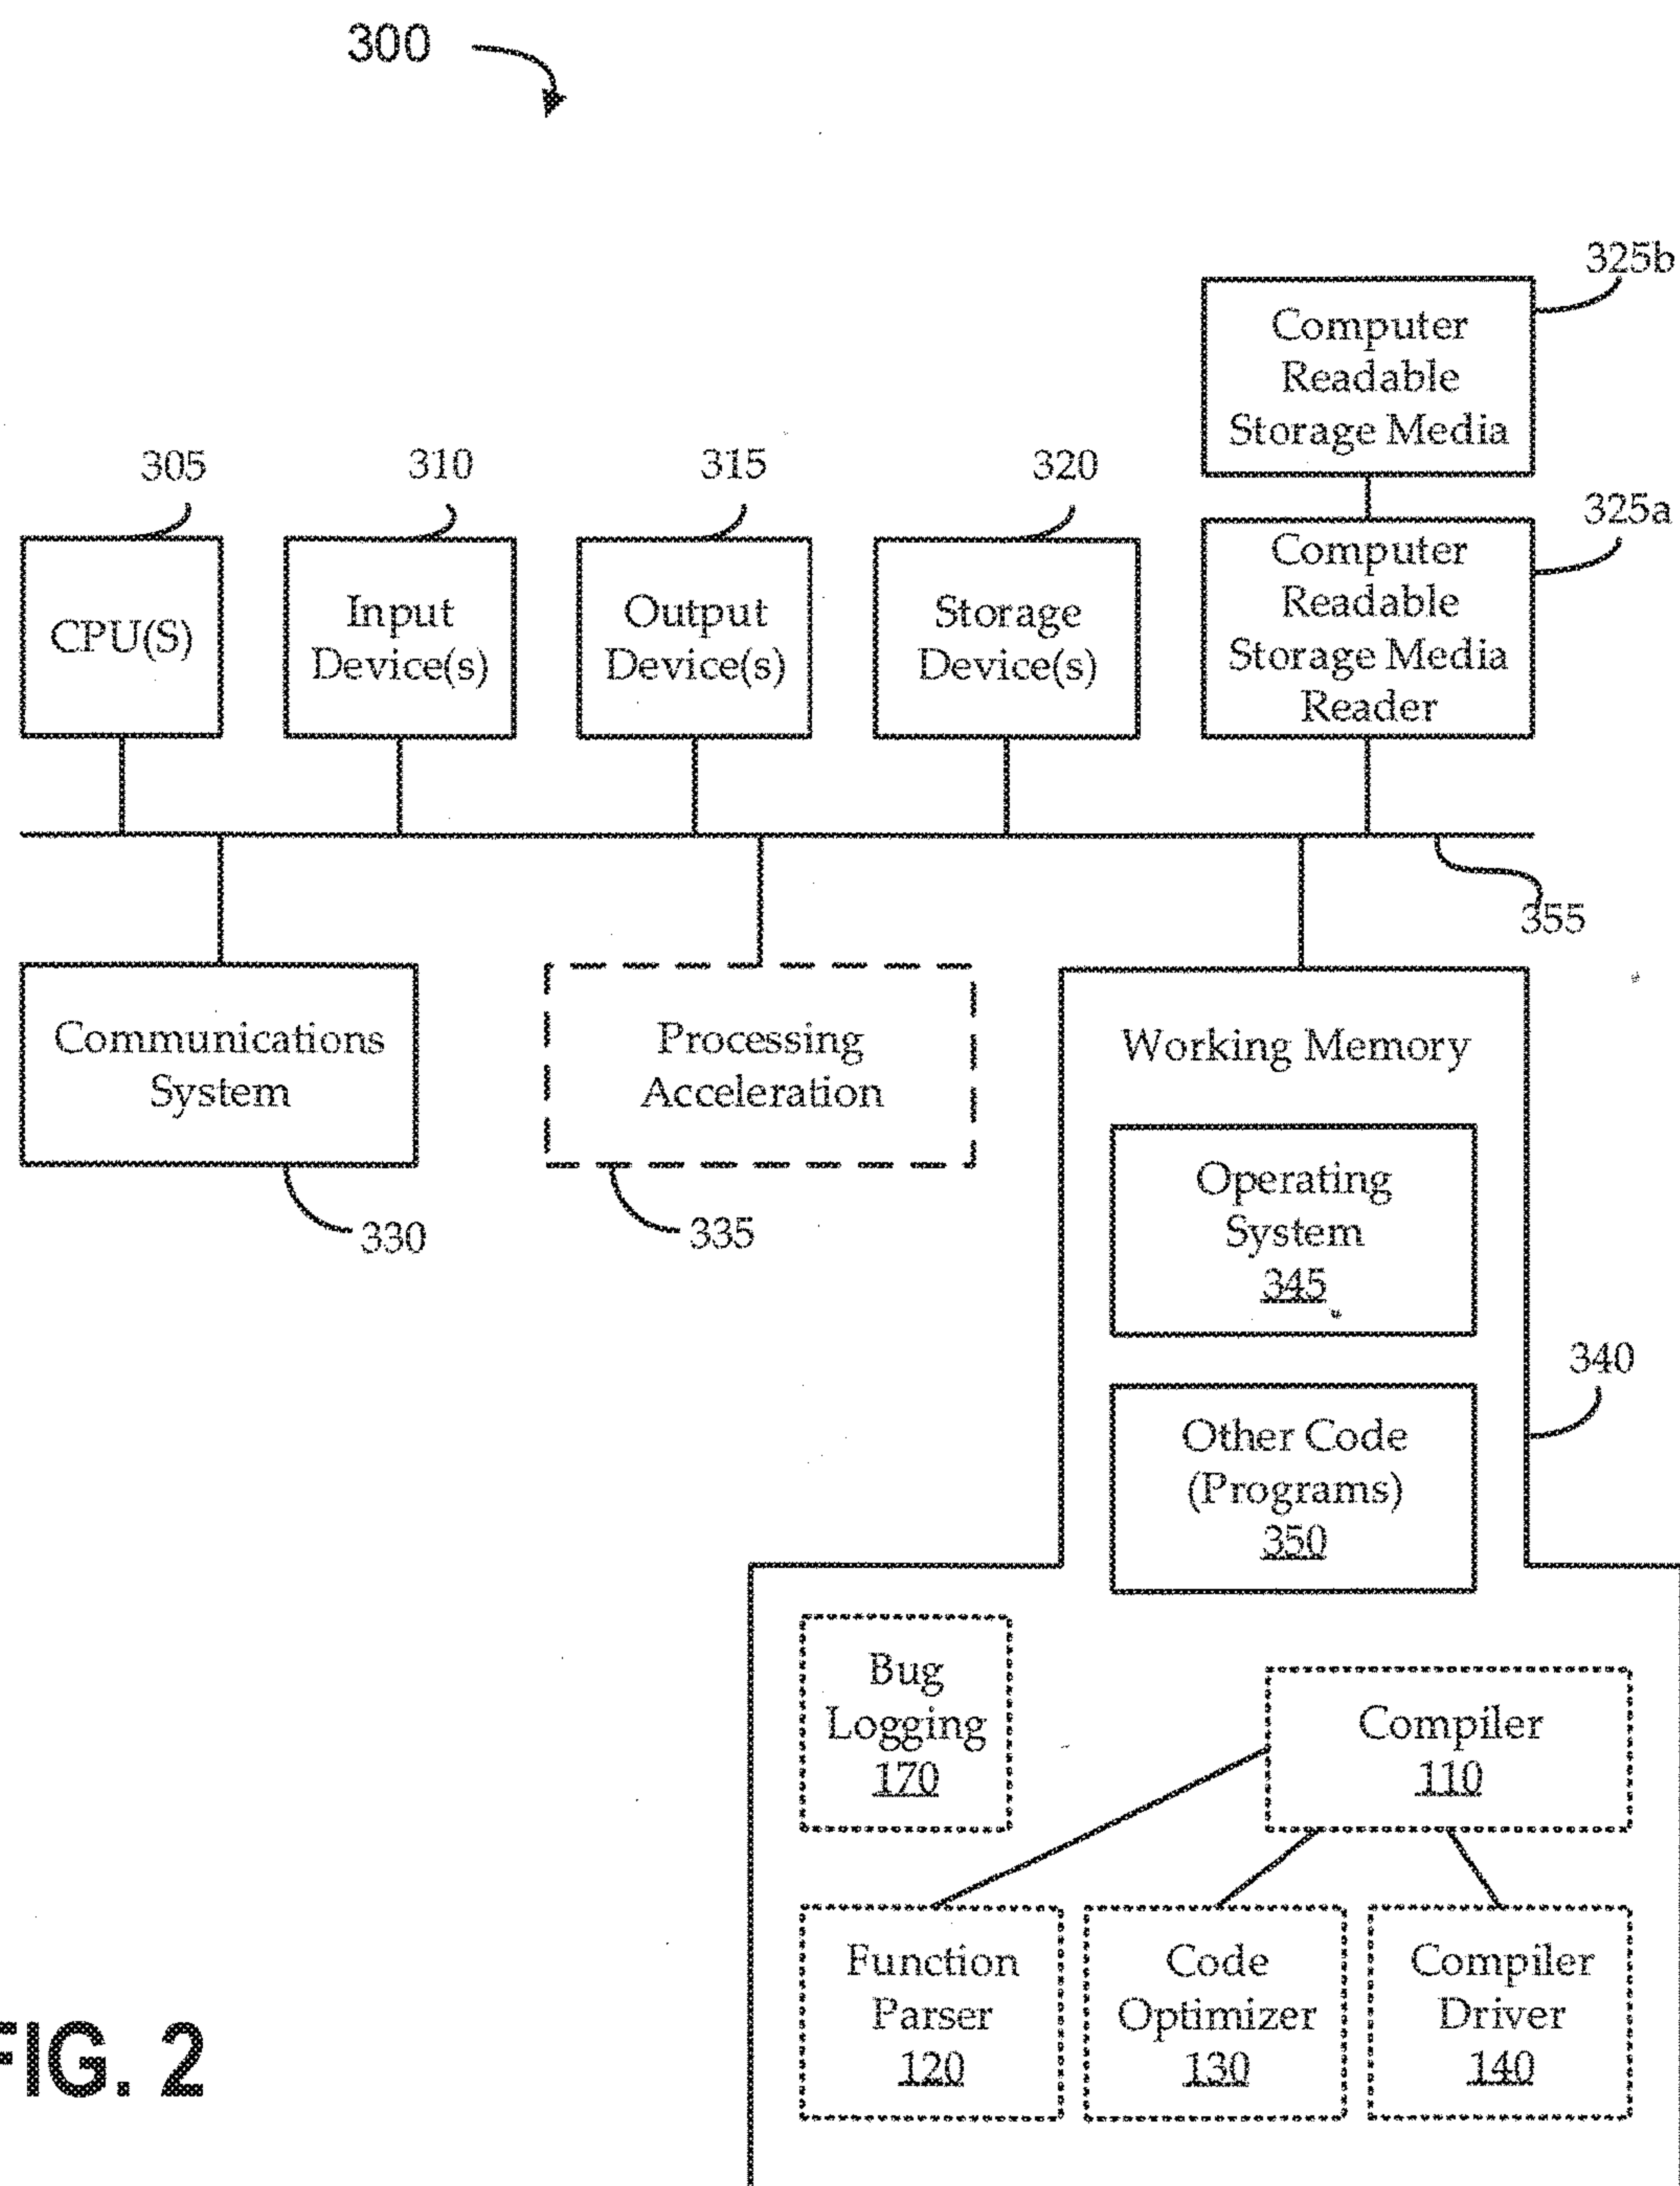 300
325b
Computer
Readable
Storage Media
305
310
315
320
325a
CPU(S)
Input
Device(s)
Output
Device(s)
Storage
Device(s)
Computer
Readable
Storage Media
Reader
355
Communications
System
330
Processing
Acceleration
335
Working Memory
Operating
System
345
340
Other Code
(Programs)
350
Bug
Logging
170
Compiler
110
Function
Parser
120
Code
Optimizer
130
Compiler
Driver
140
FIG. 2